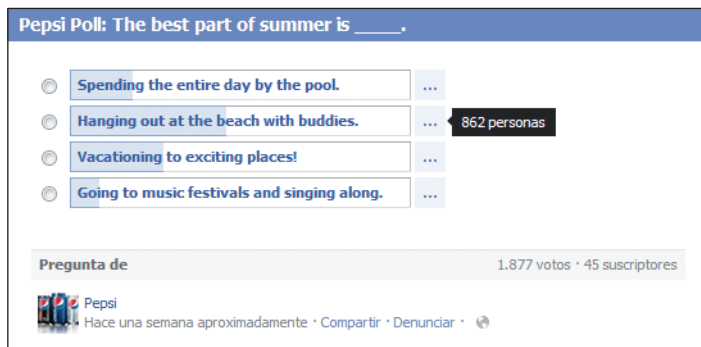 Pepsi Poll: The best part of summer is _____.
Spending the entire day by the pool. ...
Hanging out at the beach with buddies. ... 862 personas
Vacationing to exciting places! ...
Going to music festivals and singing along. ...
Pregunta de 1.877 votos · 45 suscriptores
Pepsi
Hace una semana aproximadamente · Compartir · Denunciar ·